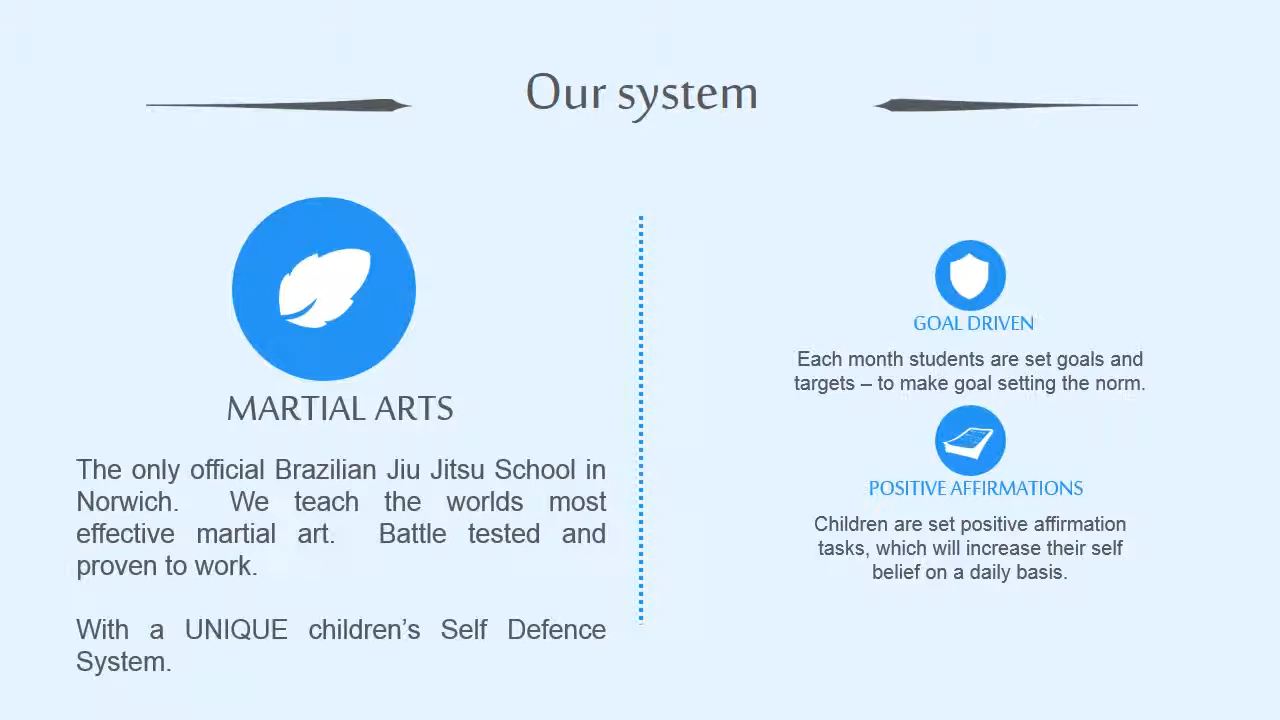 Our system
MARTIAL ARTS
The only official Brazilian Jiu Jitsu School in
Norwich.  We teach the worlds most
effective martial art.  Battle tested and
proven to work.
With a UNIQUE children’s Self Defence
System.
GOAL DRIVEN
Each month students are set goals and
targets – to make goal setting the norm.
POSITIVE AFFIRMATIONS
Children are set positive affirmation
tasks, which will increase their self
belief on a daily basis.